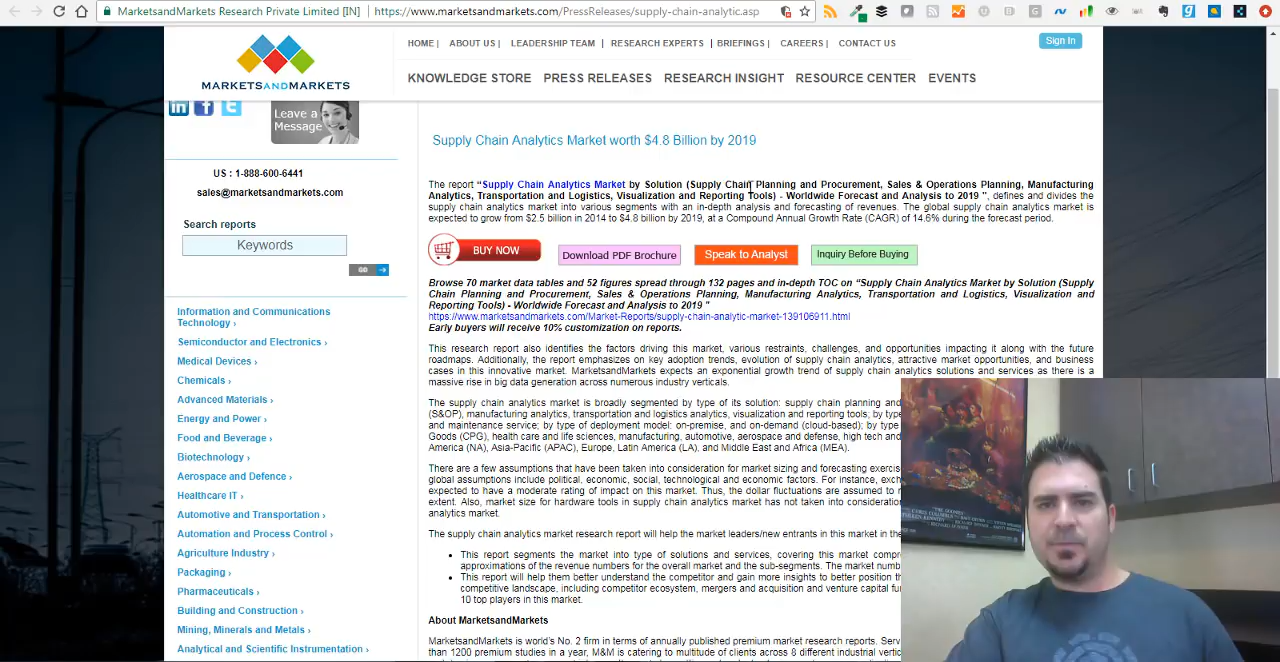 MarketsandMarkets Research Private Limited [IN]
https://www.marketsandmarkets.com/PressReleases/supply-chain-analytic.asp
MARKETSANDMARKETS
HOME | ABOUT US | LEADERSHIP TEAM | RESEARCH EXPERTS | BRIEFINGS | CAREERS | CONTACT US
Sign In
KNOWLEDGE STORE PRESS RELEASES RESEARCH INSIGHT RESOURCE CENTER EVENTS
Leave a
Message
US : 1-888-600-6441
sales@marketsandmarkets.com
Search reports
Keywords
GO
Information and Communications
Technology ›
Semiconductor and Electronics ›
Medical Devices ›
Chemicals ›
Advanced Materials ›
Energy and Power ›
Food and Beverage ›
Biotechnology ›
Aerospace and Defence ›
Healthcare IT ›
Automotive and Transportation ›
Automation and Process Control ›
Agriculture Industry ›
Packaging ›
Pharmaceuticals ›
Building and Construction ›
Mining, Minerals and Metals ›
Analytical and Scientific Instrumentation ›
Supply Chain Analytics Market worth $4.8 Billion by 2019
The report “Supply Chain Analytics Market by Solution (Supply Chain Planning and Procurement, Sales & Operations Planning, Manufacturing
Analytics, Transportation and Logistics, Visualization and Reporting Tools) - Worldwide Forecast and Analysis to 2019 ”, defines and divides the
supply chain analytics market into various segments with an in-depth analysis and forecasting of revenues. The global supply chain analytics market is
expected to grow from $2.5 billion in 2014 to $4.8 billion by 2019, at a Compound Annual Growth Rate (CAGR) of 14.6% during the forecast period.
BUY NOW
Download PDF Brochure
Speak to Analyst
Inquiry Before Buying
Browse 70 market data tables and 52 figures spread through 132 pages and in-depth TOC on “Supply Chain Analytics Market by Solution (Supply
Chain Planning and Procurement, Sales & Operations Planning, Manufacturing Analytics, Transportation and Logistics, Visualization and
Reporting Tools) - Worldwide Forecast and Analysis to 2019 ”
https://www.marketsandmarkets.com/Market-Reports/supply-chain-analytic-market-139106911.html
Early buyers will receive 10% customization on reports.
This research report also identifies the factors driving this market, various restraints, challenges, and opportunities impacting it along with the future
roadmaps. Additionally, the report emphasizes on key adoption trends, evolution of supply chain analytics, attractive market opportunities, and business
cases in this innovative market. MarketsandMarkets expects an exponential growth trend of supply chain analytics solutions and services as there is a
massive rise in big data generation across numerous industry verticals.
The supply chain analytics market is broadly segmented by type of its solution: supply chain planning and
(S&OP), manufacturing analytics, transportation and logistics analytics, visualization and reporting tools; by type
and maintenance service; by type of deployment model: on-premise, and on-demand (cloud-based); by type
Goods (CPG), health care and life sciences, manufacturing, automotive, aerospace and defense, high tech and
America (NA), Asia-Pacific (APAC), Europe, Latin America (LA), and Middle East and Africa (MEA).
There are a few assumptions that have been taken into consideration for market sizing and forecasting exerci
global assumptions include political, economic, social, technological and economic factors. For instance, exch
expected to have a moderate rating of impact on this market. Thus, the dollar fluctuations are assumed to
extent. Also, market size for hardware tools in supply chain analytics market has not taken into consideration
analytics market.
The supply chain analytics market research report will help the market leaders/new entrants in this market in the
• This report segments the market into type of solutions and services, covering this market compr
approximations of the revenue numbers for the overall market and the sub-segments. The market numb
• This report will help them better understand the competitor and gain more insights to better position th
competitive landscape, including competitor ecosystem, mergers and acquisition and venture capital fu
10 top players in this market.
About MarketsandMarkets
MarketsandMarkets is world's No. 2 firm in terms of annually published premium market research reports. Serv
than 1200 premium studies in a year, M&M is catering to multitude of clients across 8 different industrial vertic